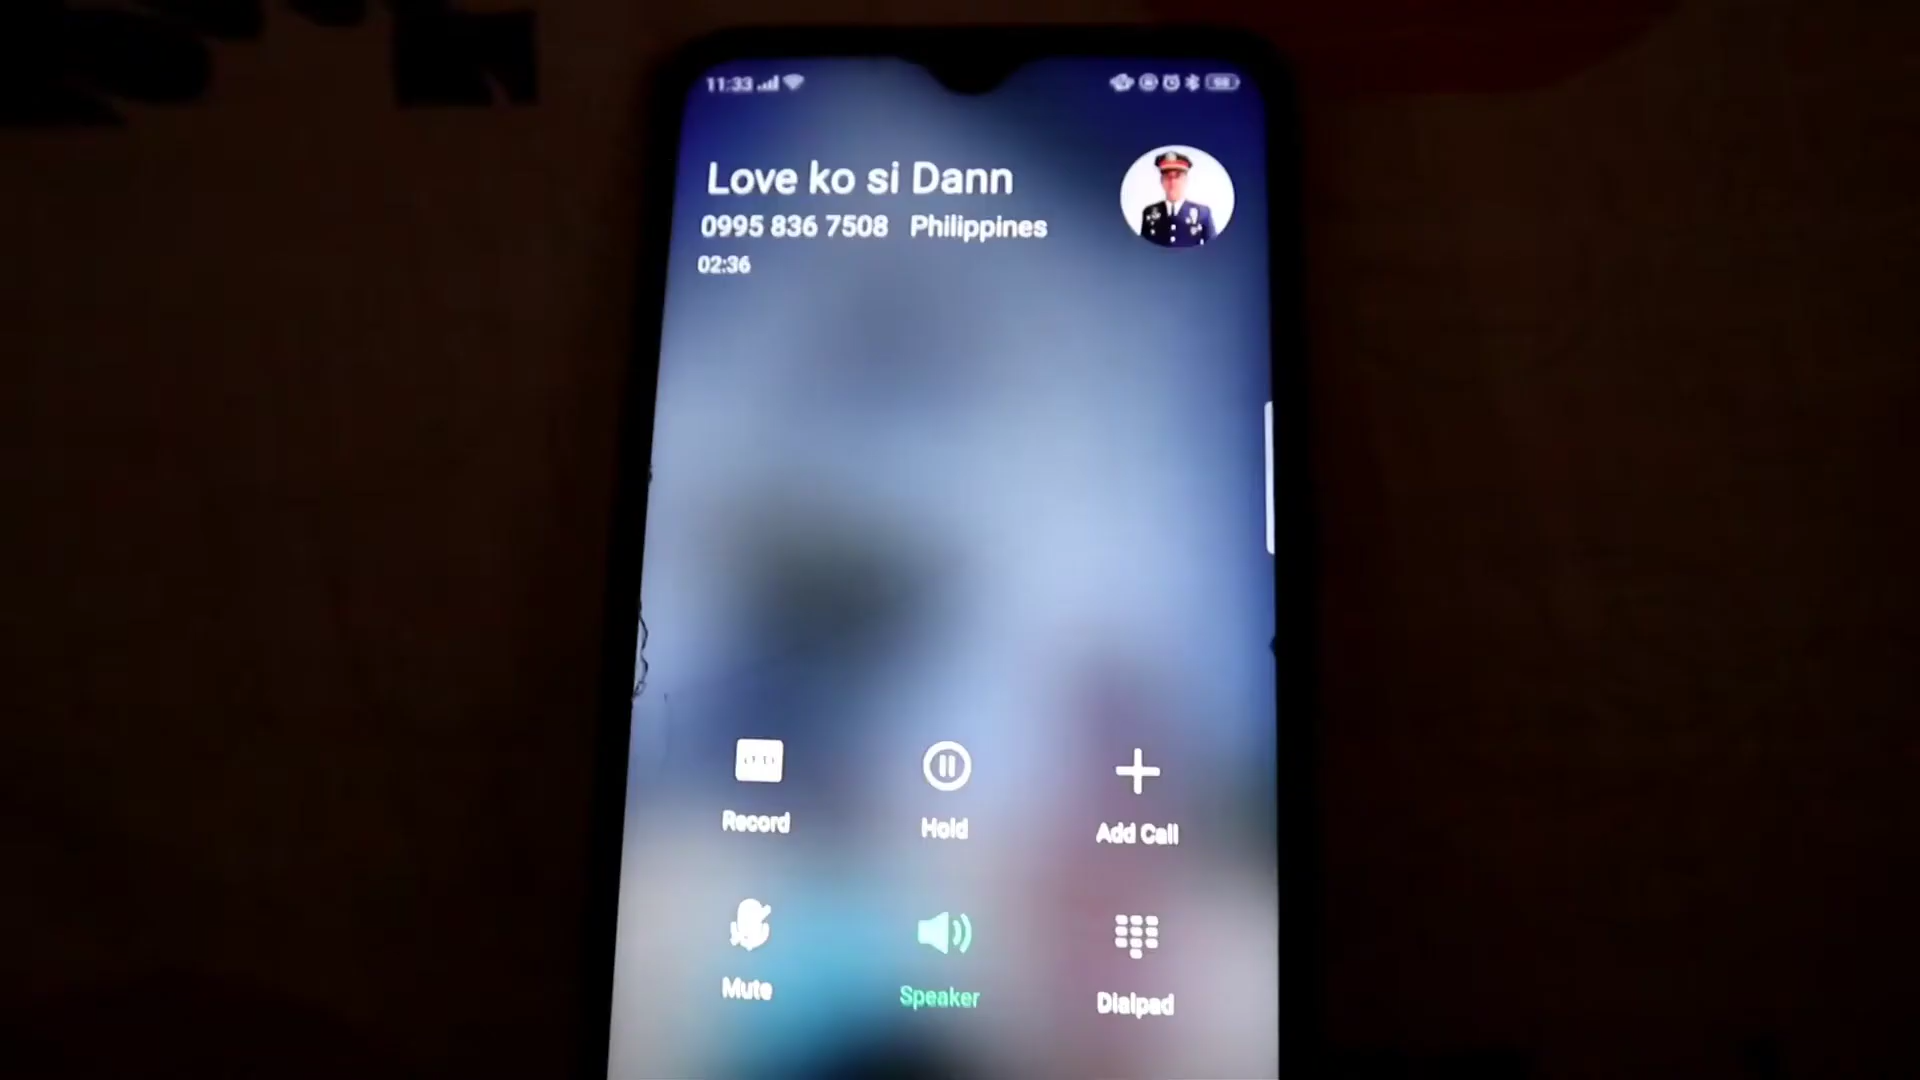 11:33
98
Love ko si Dann
0995 836 7508 Philippines
02:36
Record
Hold
Add Call
Mute
Speaker
Dialpad